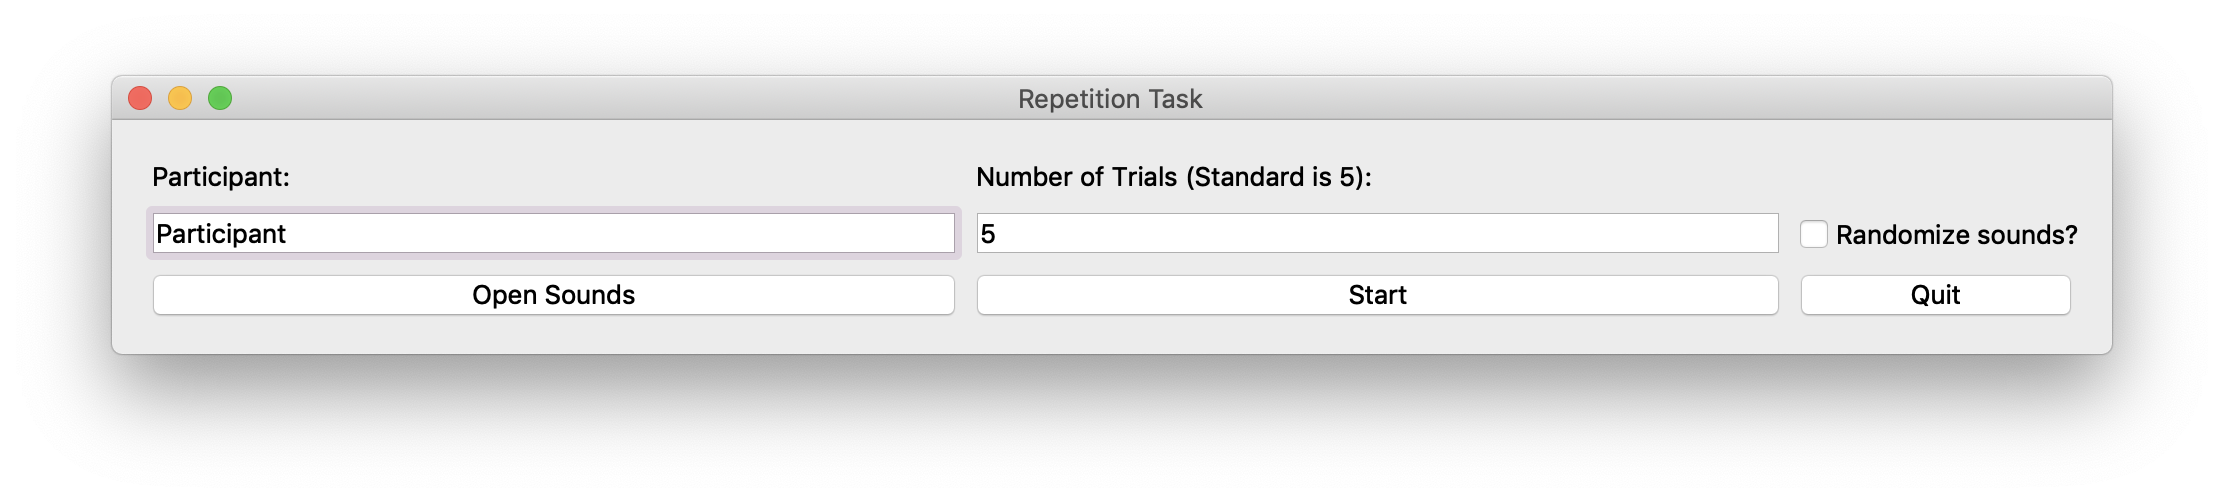 Repetition Task
Participant:
Number of Trials (Standard is 5):
Participant
5
Randomize sounds?
Open Sounds
Start
Quit